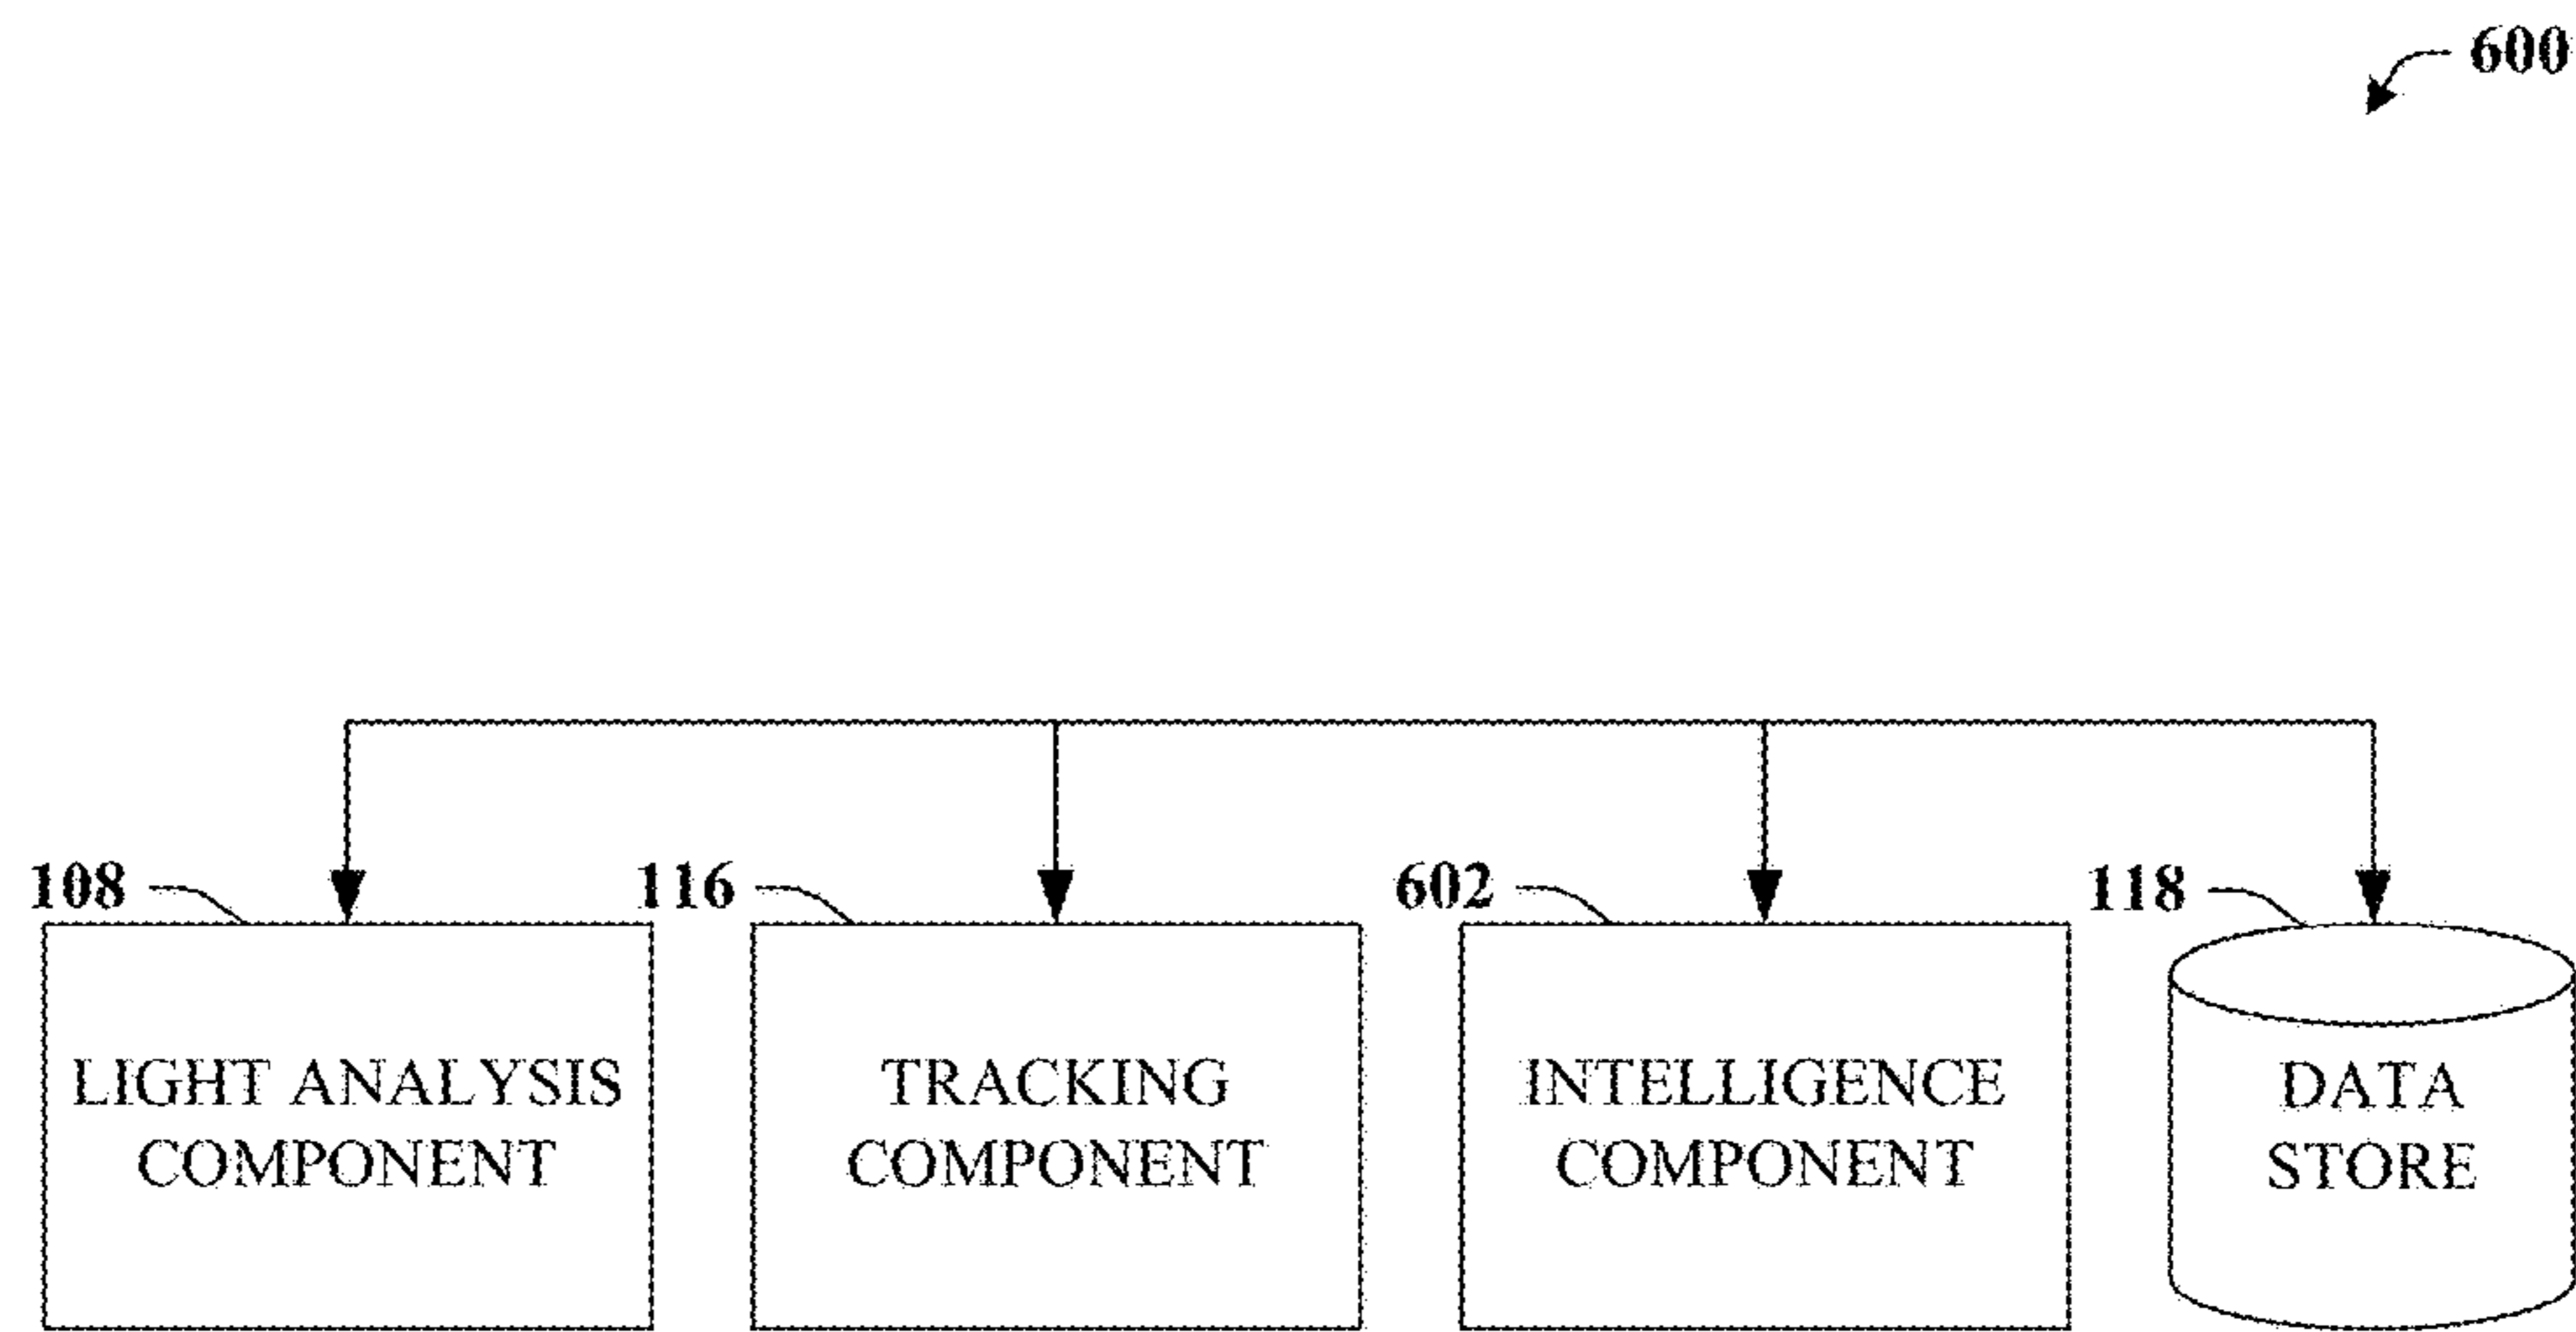 600
108
116
602
118
LIGHT ANALYSIS
COMPONENT
TRACKING
COMPONENT
INTELLIGENCE
COMPONENT
DATA
STORE